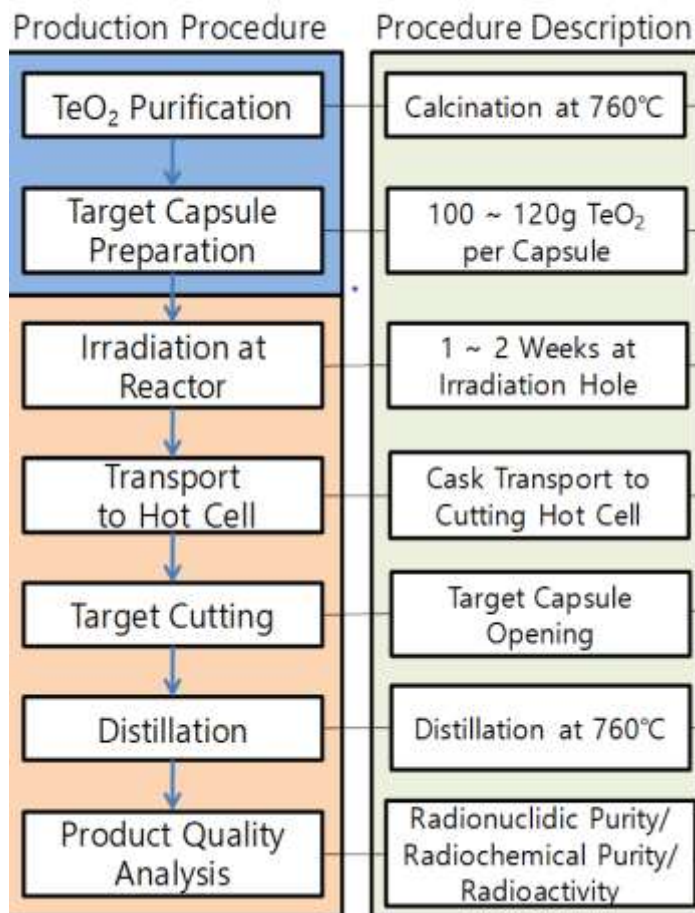 Production Procedure
Procedure Description
TeO₂ Purification
Calcination at 760℃
Target Capsule
Preparation
100 ~ 120g TeO₂
per Capsule
Irradiation at
Reactor
1 ~ 2 Weeks at
Irradiation Hole
Transport
to Hot Cell
Cask Transport to
Cutting Hot Cell
Target Cutting
Target Capsule
Opening
Distillation
Distillation at 760℃
Product Quality
Analysis
Radionuclidic Purity/
Radiochemical Purity/
Radioactivity